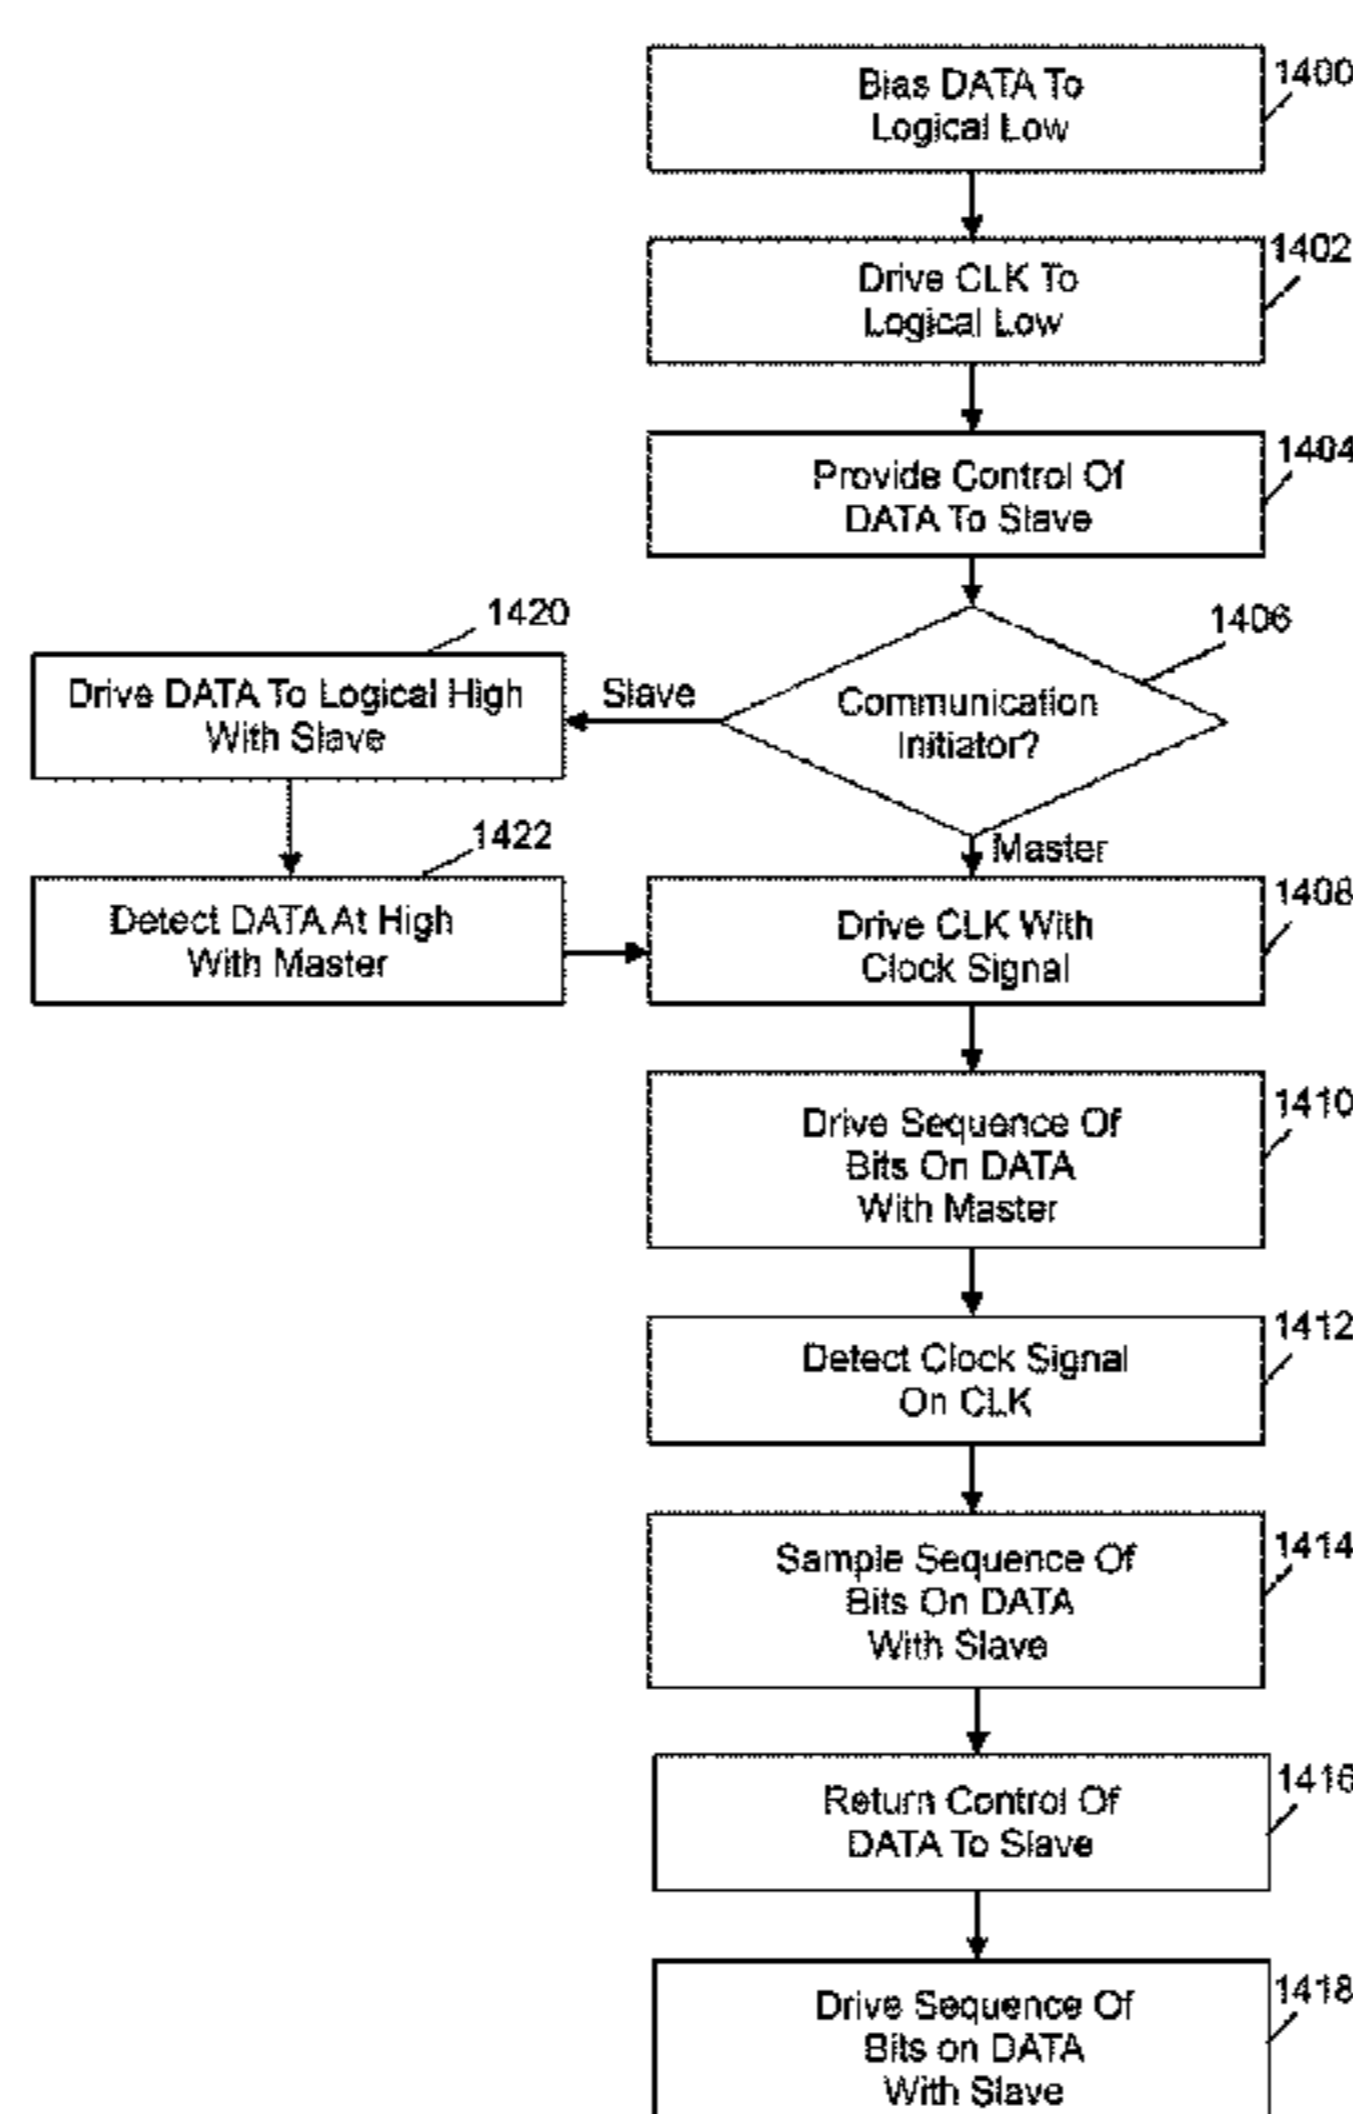 Bias DATA To
Logical Low
1400
Drive CLK To
Logical Low
1402
Provide Control Of
DATA To Slave
1404
Communication
Initiator?
1406
Slave
Master
1420
Drive DATA To Logical High
With Slave
1422
Detect DATA At High
With Master
Drive CLK With
Clock Signal
1408
Drive Sequence Of
Bits On DATA
With Master
1410
Detect Clock Signal
On CLK
1412
Sample Sequence Of
Bits On DATA
With Slave
1414
Return Control Of
DATA To Slave
1416
Drive Sequence Of
Bits on DATA
With Slave
1418